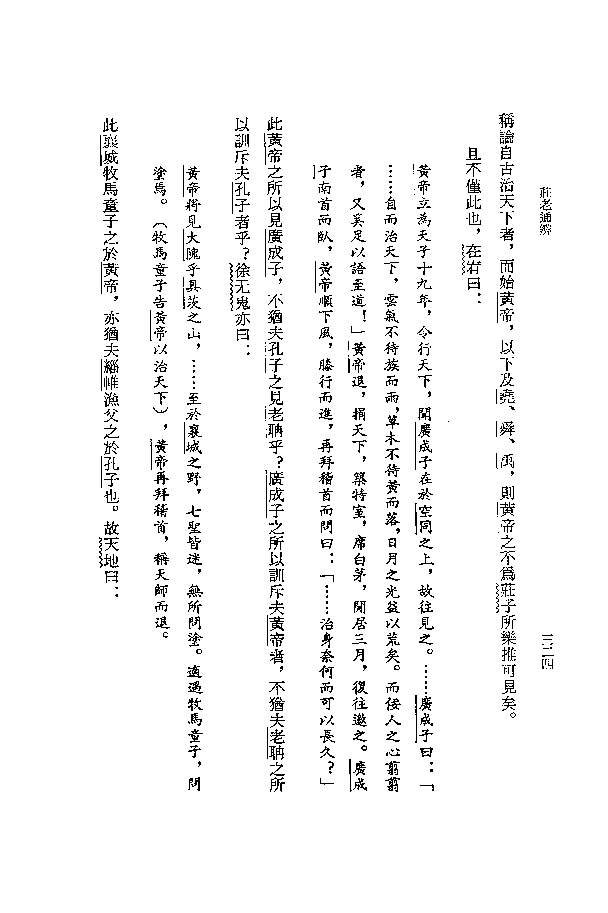 莊老通辨
三三四
稱論自古治天下者，而始黃帝，以下及堯、舜、禹，則黃帝之不為莊子所樂推可見矣。
且不僅此也，在宥曰：
黃帝立為天子十九年，令行天下，聞廣成子在於空同之上，故往見之。……廣成子曰：「
……自而治天下，雲氣不待族而雨，草木不待黃而落，日月之光益以荒矣。而佞人之心翦翦
者，又奚足以語至道！」黃帝退，捐天下，築特室，席白茅，閒居三月，復往邀之。廣成
子南首而臥，黃帝順下風，膝行而進，再拜稽首而問曰：「……治身奈何而可以長久？」
此黃帝之所以見廣成子，不猶夫孔子之見老聃乎？廣成子之所以訓斥夫黃帝者，不猶夫老聃之所
以訓斥夫孔子者乎？徐无鬼亦曰：
黃帝將見大隗乎具茨之山，……至於襄城之野，七聖皆迷，無所問塗。適遇牧馬童子，問
塗焉。（牧馬童子告黃帝以治天下），黃帝再拜稽首，稱天師而退。
此襄城牧馬童子之於黃帝，亦猶夫緇帷漁父之於孔子也。故天地曰：